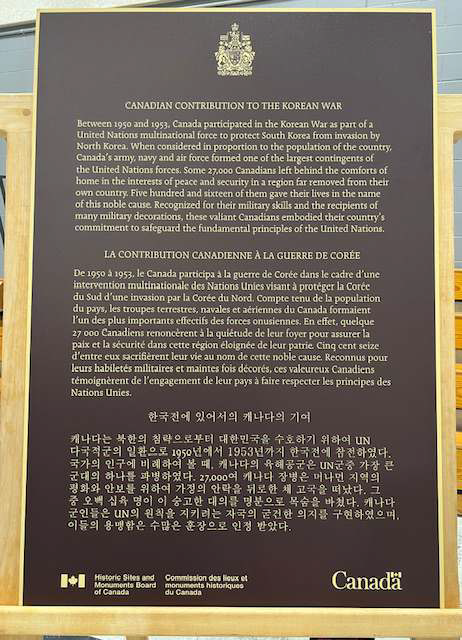 CANADIAN CONTRIBUTION TO THE KOREAN WAR
Between 1950 and 1953, Canada participated in the Korean War as part of a
United Nations multinational force to protect South Korea from invasion by
North Korea. When considered in proportion to the population of the country,
Canada's army, navy and air force formed one of the largest contingents of
the United Nations forces. Some 27,000 Canadians left behind the comforts of
home in the interests of peace and security in a region far removed from their
own country. Five hundred and sixteen of them gave their lives in the name
of this noble cause. Recognized for their military skills and the recipients of
many military decorations, these valiant Canadians embodied their country's
commitment to safeguard the fundamental principles of the United Nations.
LA CONTRIBUTION CANADIENNE À LA GUERRE DE CORÉE
De 1950 à 1953, le Canada participa à la guerre de Corée dans le cadre d'une
intervention multinationale des Nations Unies visant à protéger la Corée
du Sud d'une invasion par la Corée du Nord. Compte tenu de la population
du pays, les troupes terrestres, navales et aériennes du Canada formaient
l'un des plus importants effectifs des forces onusiennes. En effet, quelque
27 000 Canadiens renoncèrent à la quiétude de leur foyer pour assurer la
paix et la sécurité dans cette région éloignée de leur patrie. Cinq cent seize
d'entre eux sacrifièrent leur vie au nom de cette noble cause. Reconnus pour
leurs habiletés militaires et maintes fois décorés, ces valeureux Canadiens
témoignèrent de l'engagement de leur pays à faire respecter les principes des
Nations Unies.
한국전에 있어서의 캐나다의 기여
캐나다는 북한의 침략으로부터 대한민국을 수호하기 위하여 UN
다국적군의 일환으로 1950년에서 1953년까지 한국전에 참전하였다.
국가의 인구에 비례하여 볼 때, 캐나다의 육해공군은 UN군중 가장 큰
군대의 하나를 파병하였다. 27,000여 캐나다 장병은 머나먼 지역의
평화와 안보를 위하여 가정의 안락을 뒤로한 채 고국을 떠났다. 그
중 오백 십육 명이 이 숭고한 대의를 명분으로 목숨을 바쳤다. 캐나다
군인들은 UN의 원칙을 지키려는 자국의 굳건한 의지를 구현하였으며,
이들의 용맹함은 수많은 훈장으로 인정 받았다.
Historic Sites and
Monuments Board
of Canada
Commission des lieux et
monuments historiques
du Canada
Canada